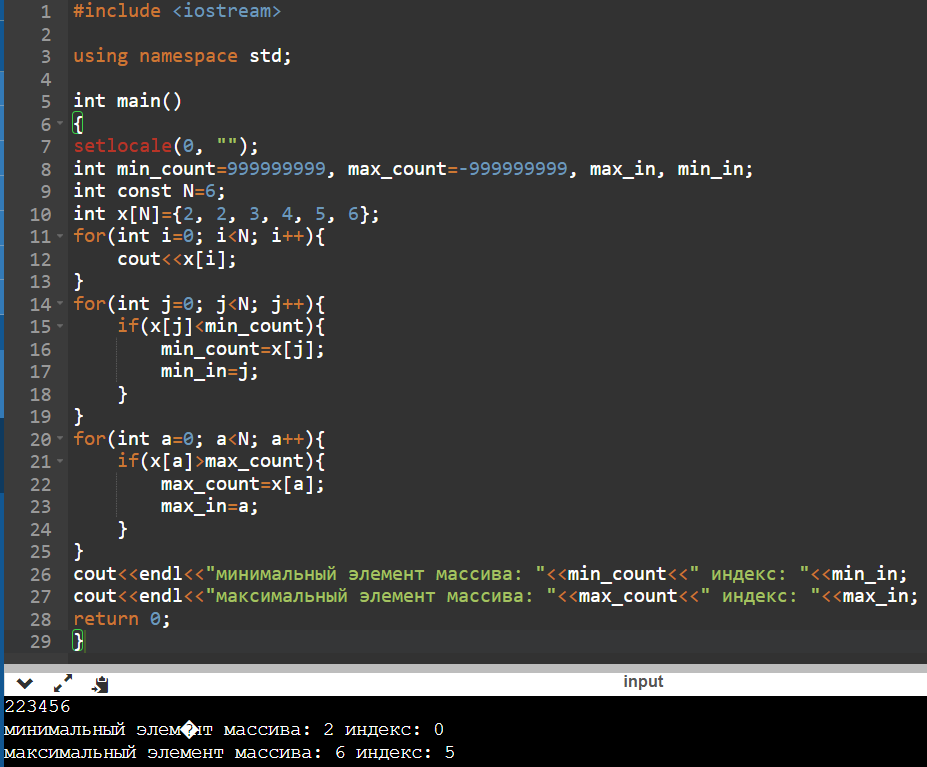 1 #include <iostream>
2
3 using namespace std;
4
5 int main()
6 {
7 setlocale(0, "");
8 int min_count=999999999, max_count=-999999999, max_in, min_in;
9 int const N=6;
10 int x[N]={2, 2, 3, 4, 5, 6};
11 for(int i=0; i<N; i++){
12     cout<<x[i];
13 }
14 for(int j=0; j<N; j++){
15     if(x[j]<min_count){
16         min_count=x[j];
17         min_in=j;
18     }
19 }
20 for(int a=0; a<N; a++){
21     if(x[a]>max_count){
22         max_count=x[a];
23         max_in=a;
24     }
25 }
26 cout<<endl<<"минимальный элемент массива: "<<min_count<<" индекс: "<<min_in;
27 cout<<endl<<"максимальный элемент массива: "<<max_count<<" индекс: "<<max_in;
28 return 0;
29 }
input
223456
минимальный элем�нт массива: 2 индекс: 0
максимальный элемент массива: 6 индекс: 5